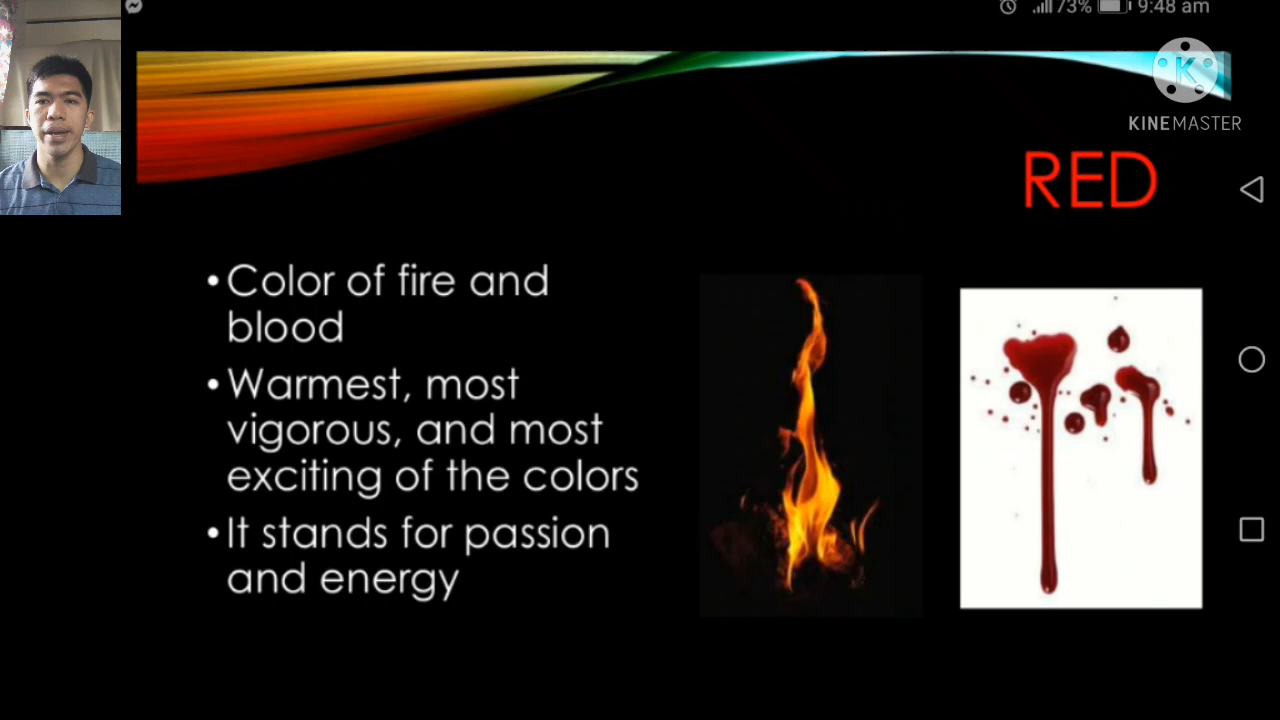 73% 9:48 am
K
KINEMASTER
RED
• Color of fire and
blood
• Warmest, most
vigorous, and most
exciting of the colors
• It stands for passion
and energy